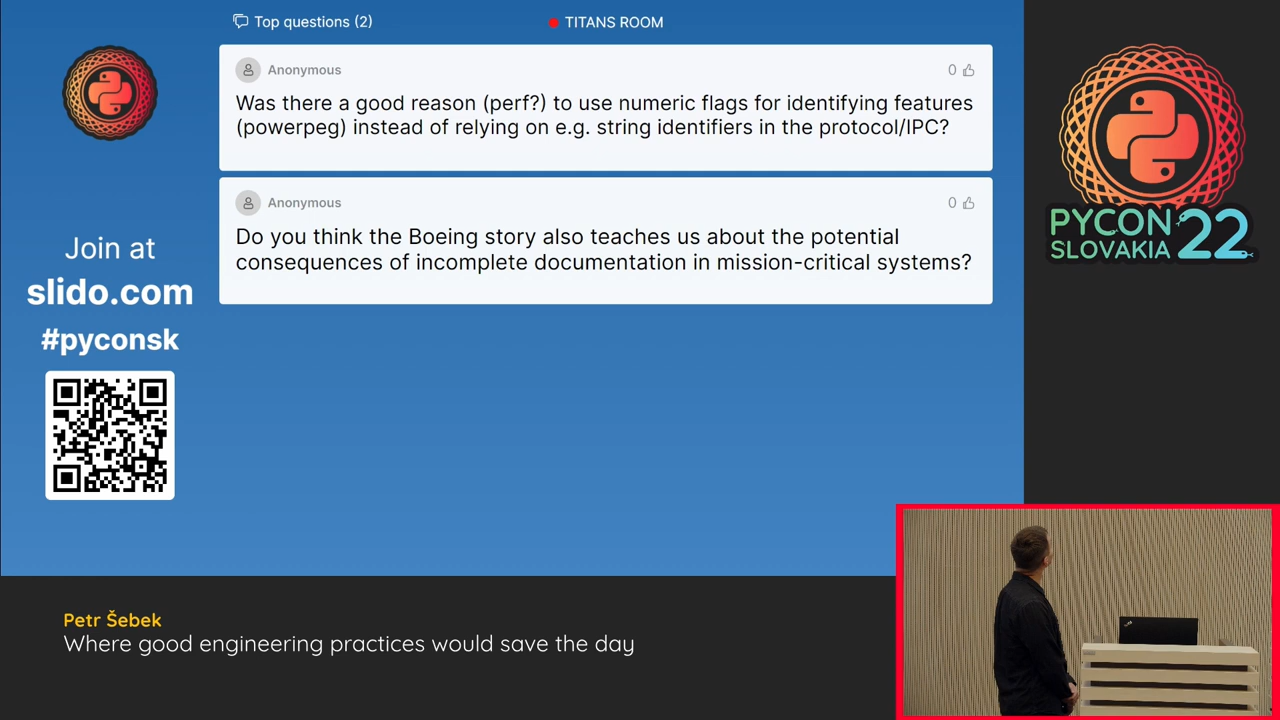 Top questions (2)
TITANS ROOM
Anonymous
0
Was there a good reason (perf?) to use numeric flags for identifying features
(powerpeg) instead of relying on e.g. string identifiers in the protocol/IPC?
Anonymous
0
Do you think the Boeing story also teaches us about the potential
consequences of incomplete documentation in mission-critical systems?
Join at
slido.com
#pyconsk
PYCON
SLOVAKIA
22
Petr Šebek
Where good engineering practices would save the day